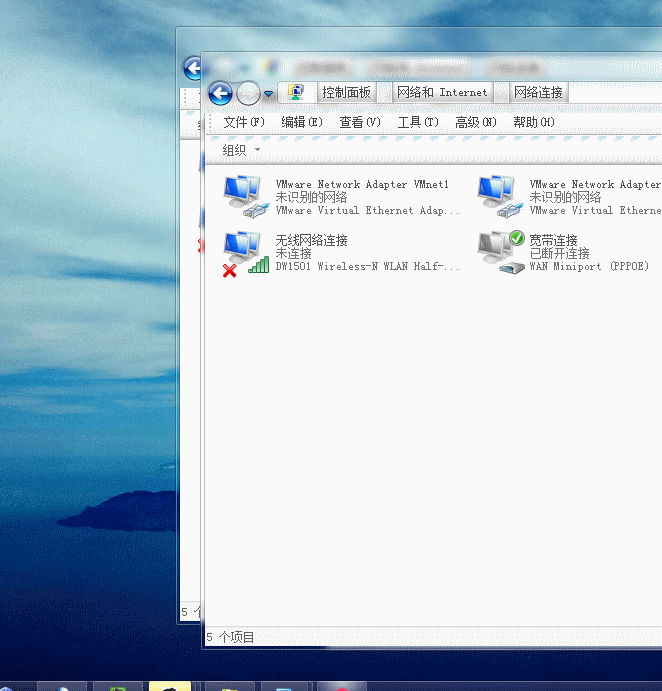 控制面板 网络和 Internet 网络连接
文件(F) 编辑(E) 查看(V) 工具(T) 高级(N) 帮助(H)
组织
VMware Network Adapter VMnet1
未识别的网络
VMware Virtual Ethernet Adap...
VMware Network Adapter
未识别的网络
VMware Virtual Etherne
无线网络连接
未连接
DW1501 Wireless-N WLAN Half-...
宽带连接
已断开连接
WAN Miniport (PPPOE)
5 个
5 个项目